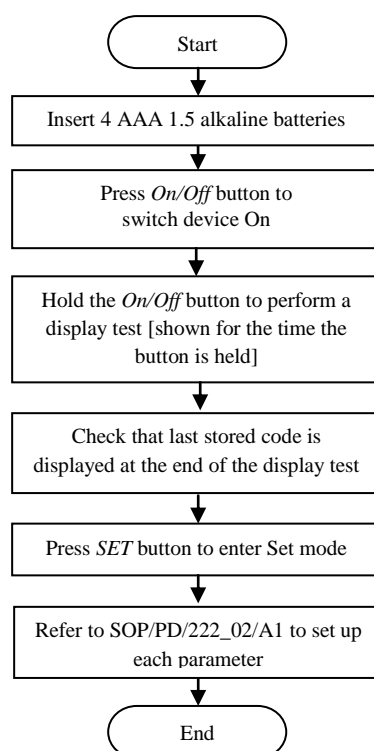 Start
Insert 4 AAA 1.5 alkaline batteries
Press On/Off button to
switch device On
Hold the On/Off button to perform a
display test [shown for the time the
button is held]
Check that last stored code is
displayed at the end of the display test
Press SET button to enter Set mode
Refer to SOP/PD/222_02/A1 to set up
each parameter
End